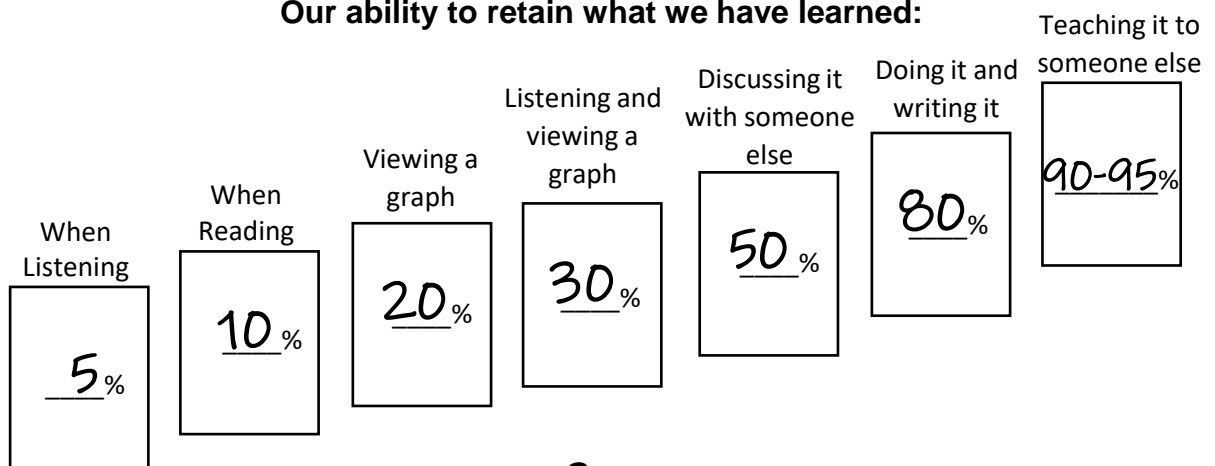 Our ability to retain what we have learned:
When
Listening
5%
When
Reading
10%
Viewing a
graph
20%
Listening and
viewing a
graph
30%
Discussing it
with someone
else
50%
Doing it and
writing it
80%
Teaching it to
someone else
90-95%